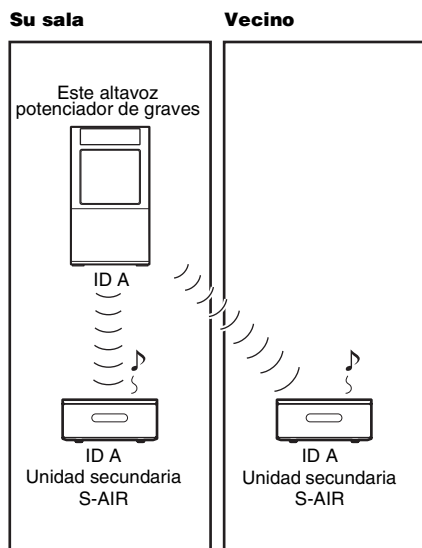 Su sala
Vecino
Este altavoz
potenciador de graves
ID A
ID A
Unidad secundaria
S-AIR
ID A
Unidad secundaria
S-AIR